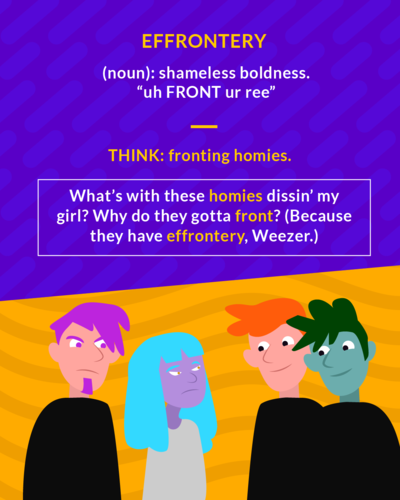 EFFRONTERY
(noun): shameless boldness.
“uh FRONT ur ree”
THINK: fronting homies.
What’s with these homies dissin’ my
girl? Why do they gotta front? (Because
they have effrontery, Weezer.)